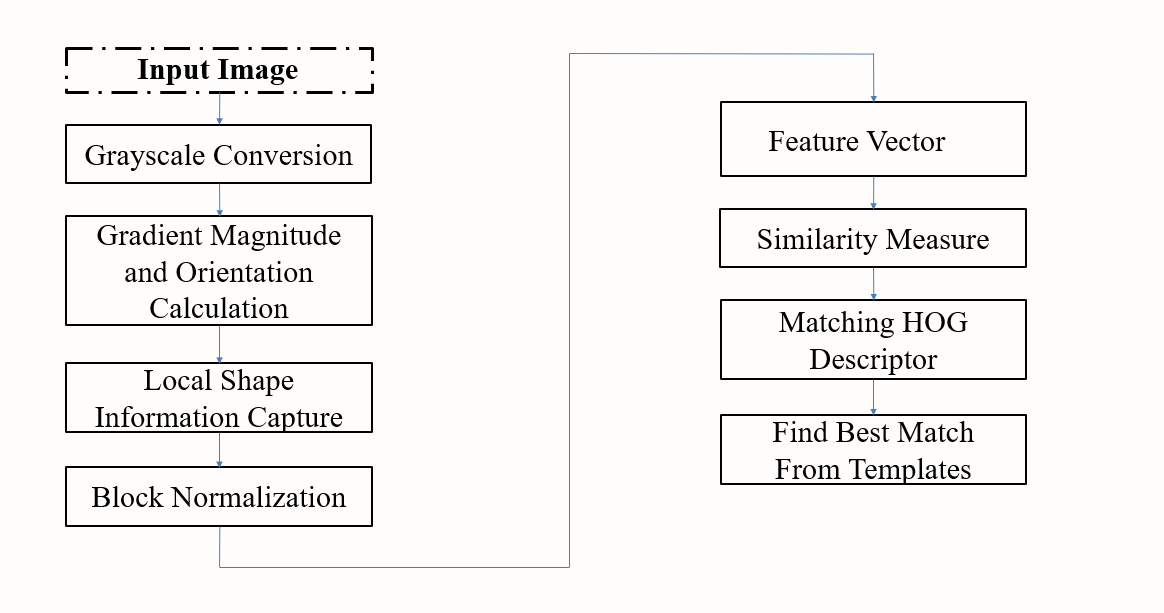 Input Image
Grayscale Conversion
Gradient Magnitude
and Orientation
Calculation
Local Shape
Information Capture
Block Normalization
Feature Vector
Similarity Measure
Matching HOG
Descriptor
Find Best Match
From Templates